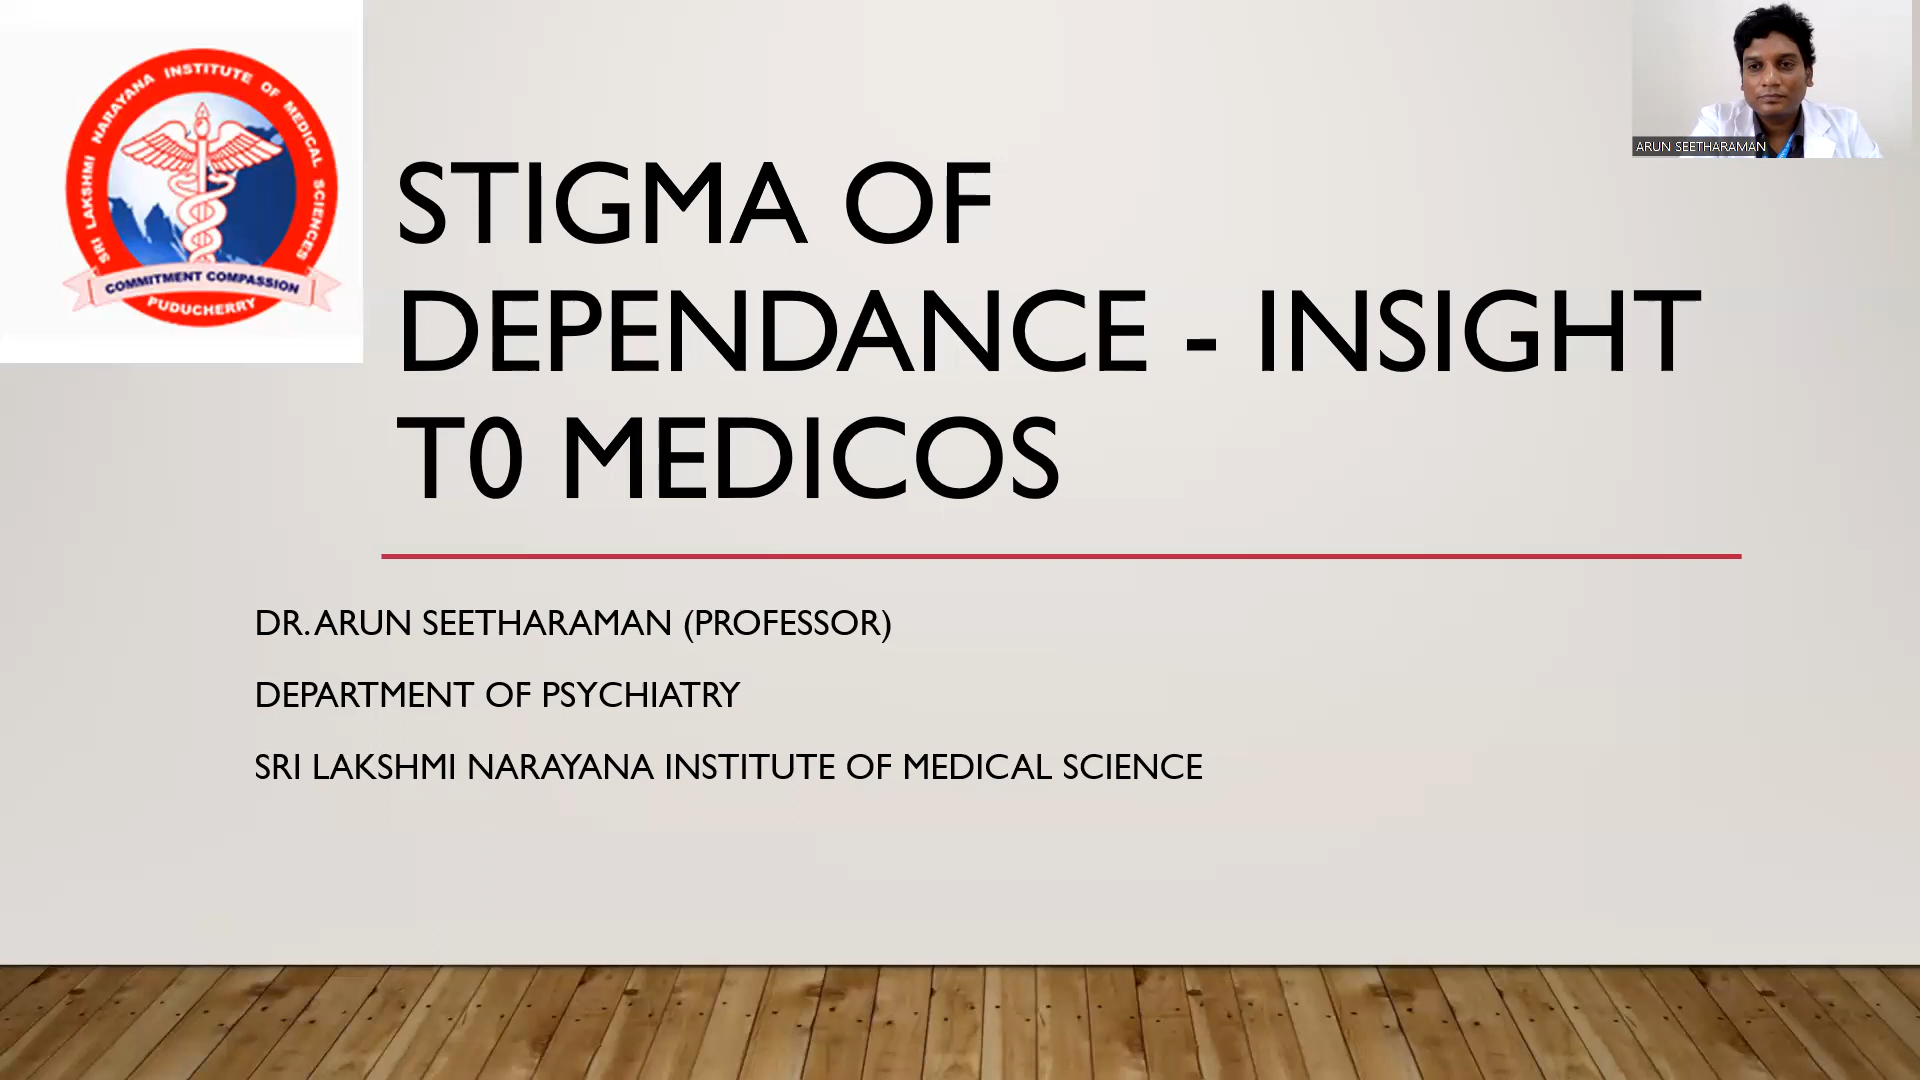 SRI LAKSHMI NARAYANA INSTITUTE OF MEDICAL SCIENCES
COMMITMENT COMPASSION
PUDUCHERRY
ARUN SEETHARAMAN
STIGMA OF
DEPENDANCE - INSIGHT
T0 MEDICOS
DR. ARUN SEETHARAMAN (PROFESSOR)
DEPARTMENT OF PSYCHIATRY
SRI LAKSHMI NARAYANA INSTITUTE OF MEDICAL SCIENCE